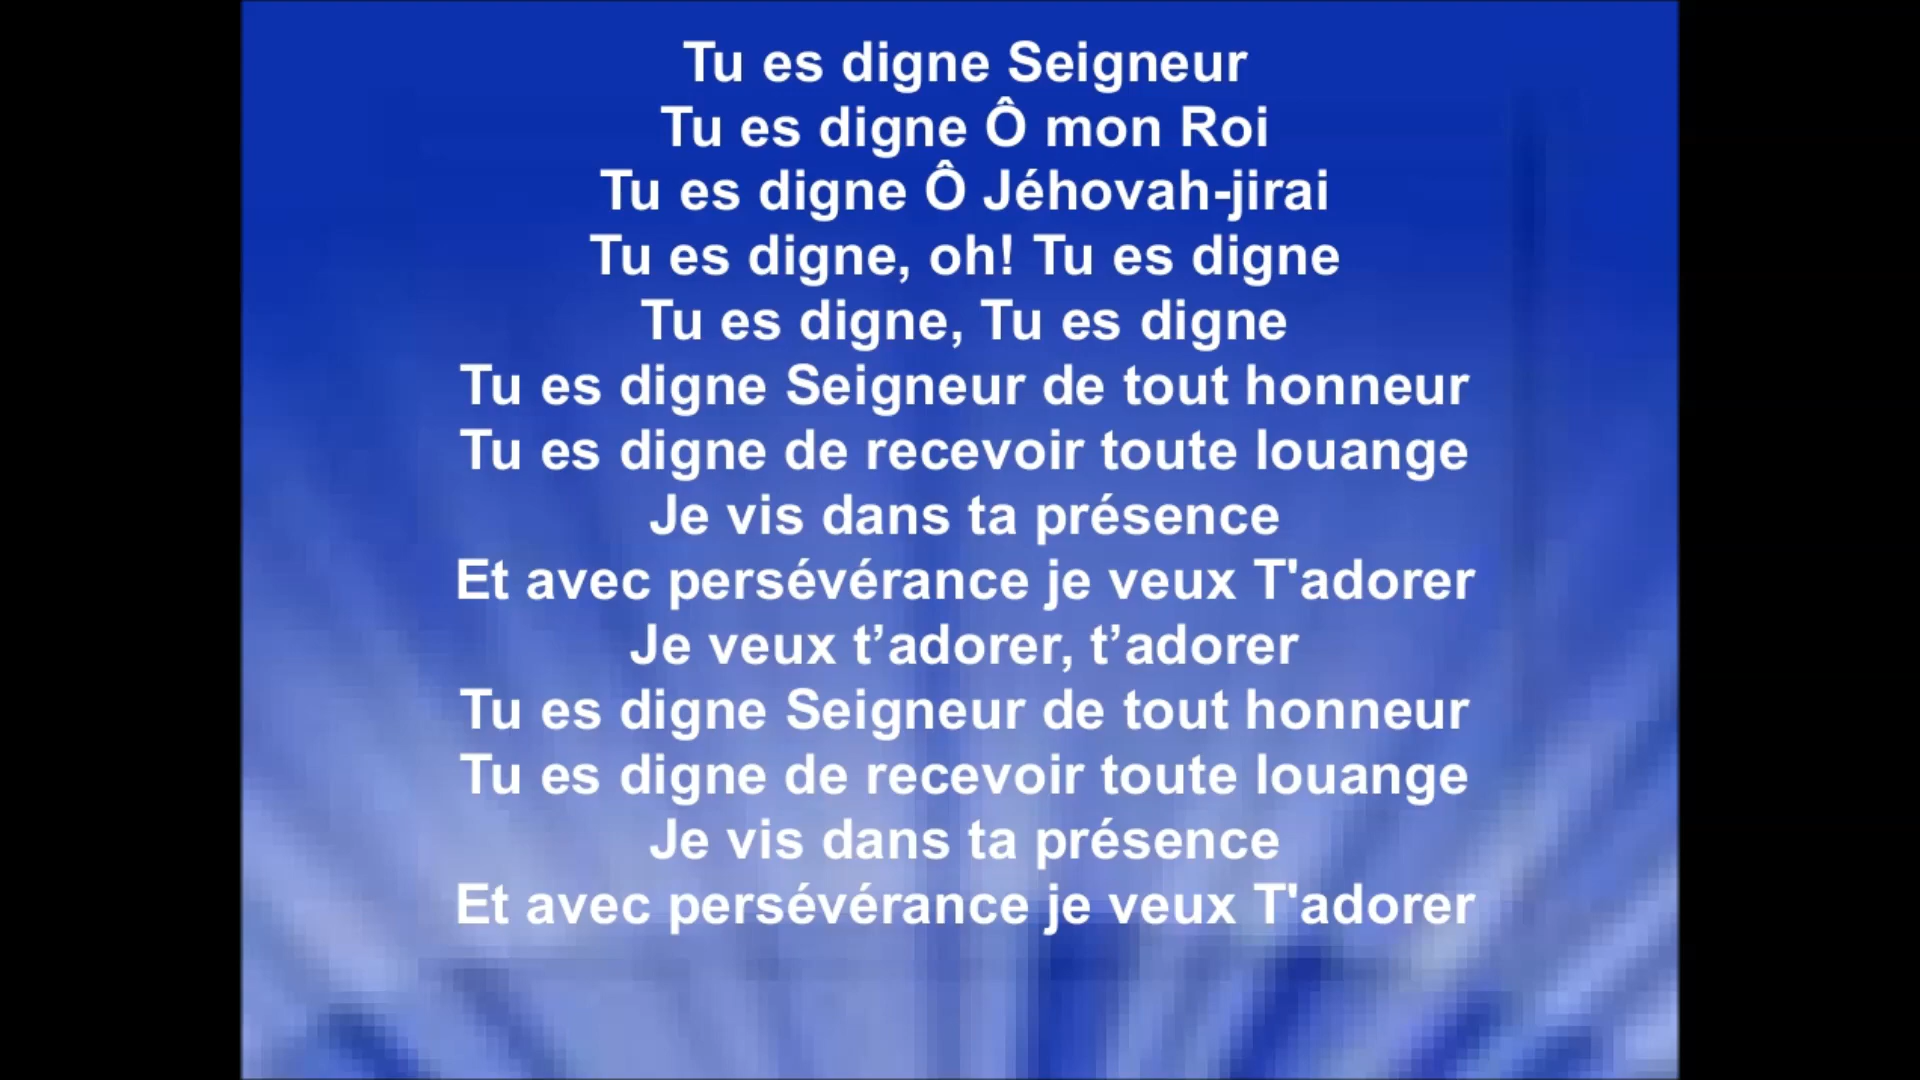 Tu es digne Seigneur
Tu es digne Ô mon Roi
Tu es digne Ô Jéhovah-jirai
Tu es digne, oh! Tu es digne
Tu es digne, Tu es digne
Tu es digne Seigneur de tout honneur
Tu es digne de recevoir toute louange
Je vis dans ta présence
Et avec persévérance je veux T'adorer
Je veux t’adorer, t’adorer
Tu es digne Seigneur de tout honneur
Tu es digne de recevoir toute louange
Je vis dans ta présence
Et avec persévérance je veux T'adorer